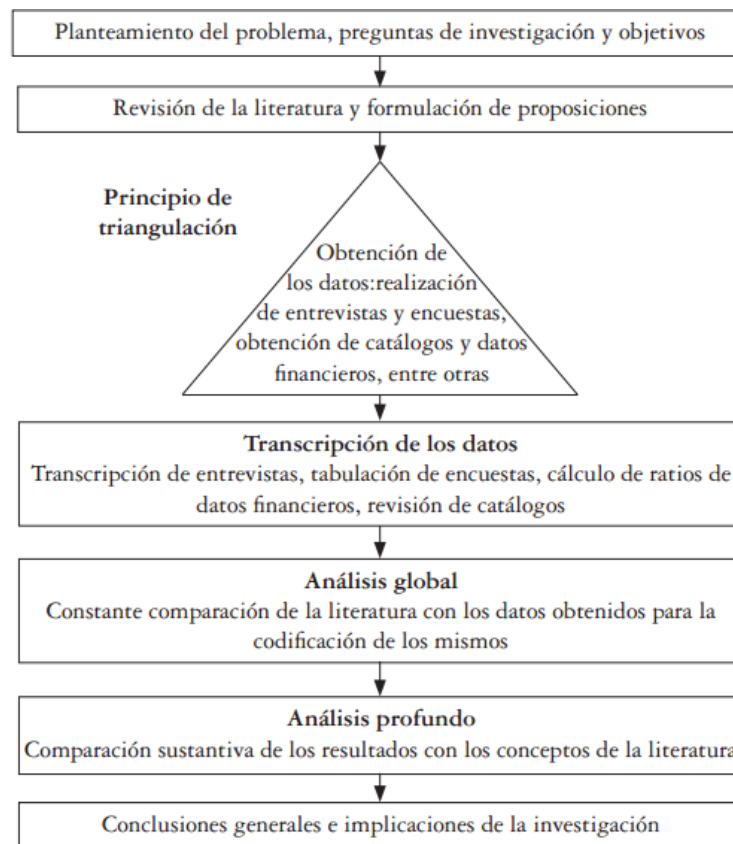 Planteamiento del problema, preguntas de investigación y objetivos
Revisión de la literatura y formulación de proposiciones
Principio de
triangulación
Obtención de
los datos:realización
de entrevistas y encuestas,
obtención de catálogos y datos
financieros, entre otras
Transcripción de los datos
Transcripción de entrevistas, tabulación de encuestas, cálculo de ratios de
datos financieros, revisión de catálogos
Análisis global
Constante comparación de la literatura con los datos obtenidos para la
codificación de los mismos
Análisis profundo
Comparación sustantiva de los resultados con los conceptos de la literatura
Conclusiones generales e implicaciones de la investigación